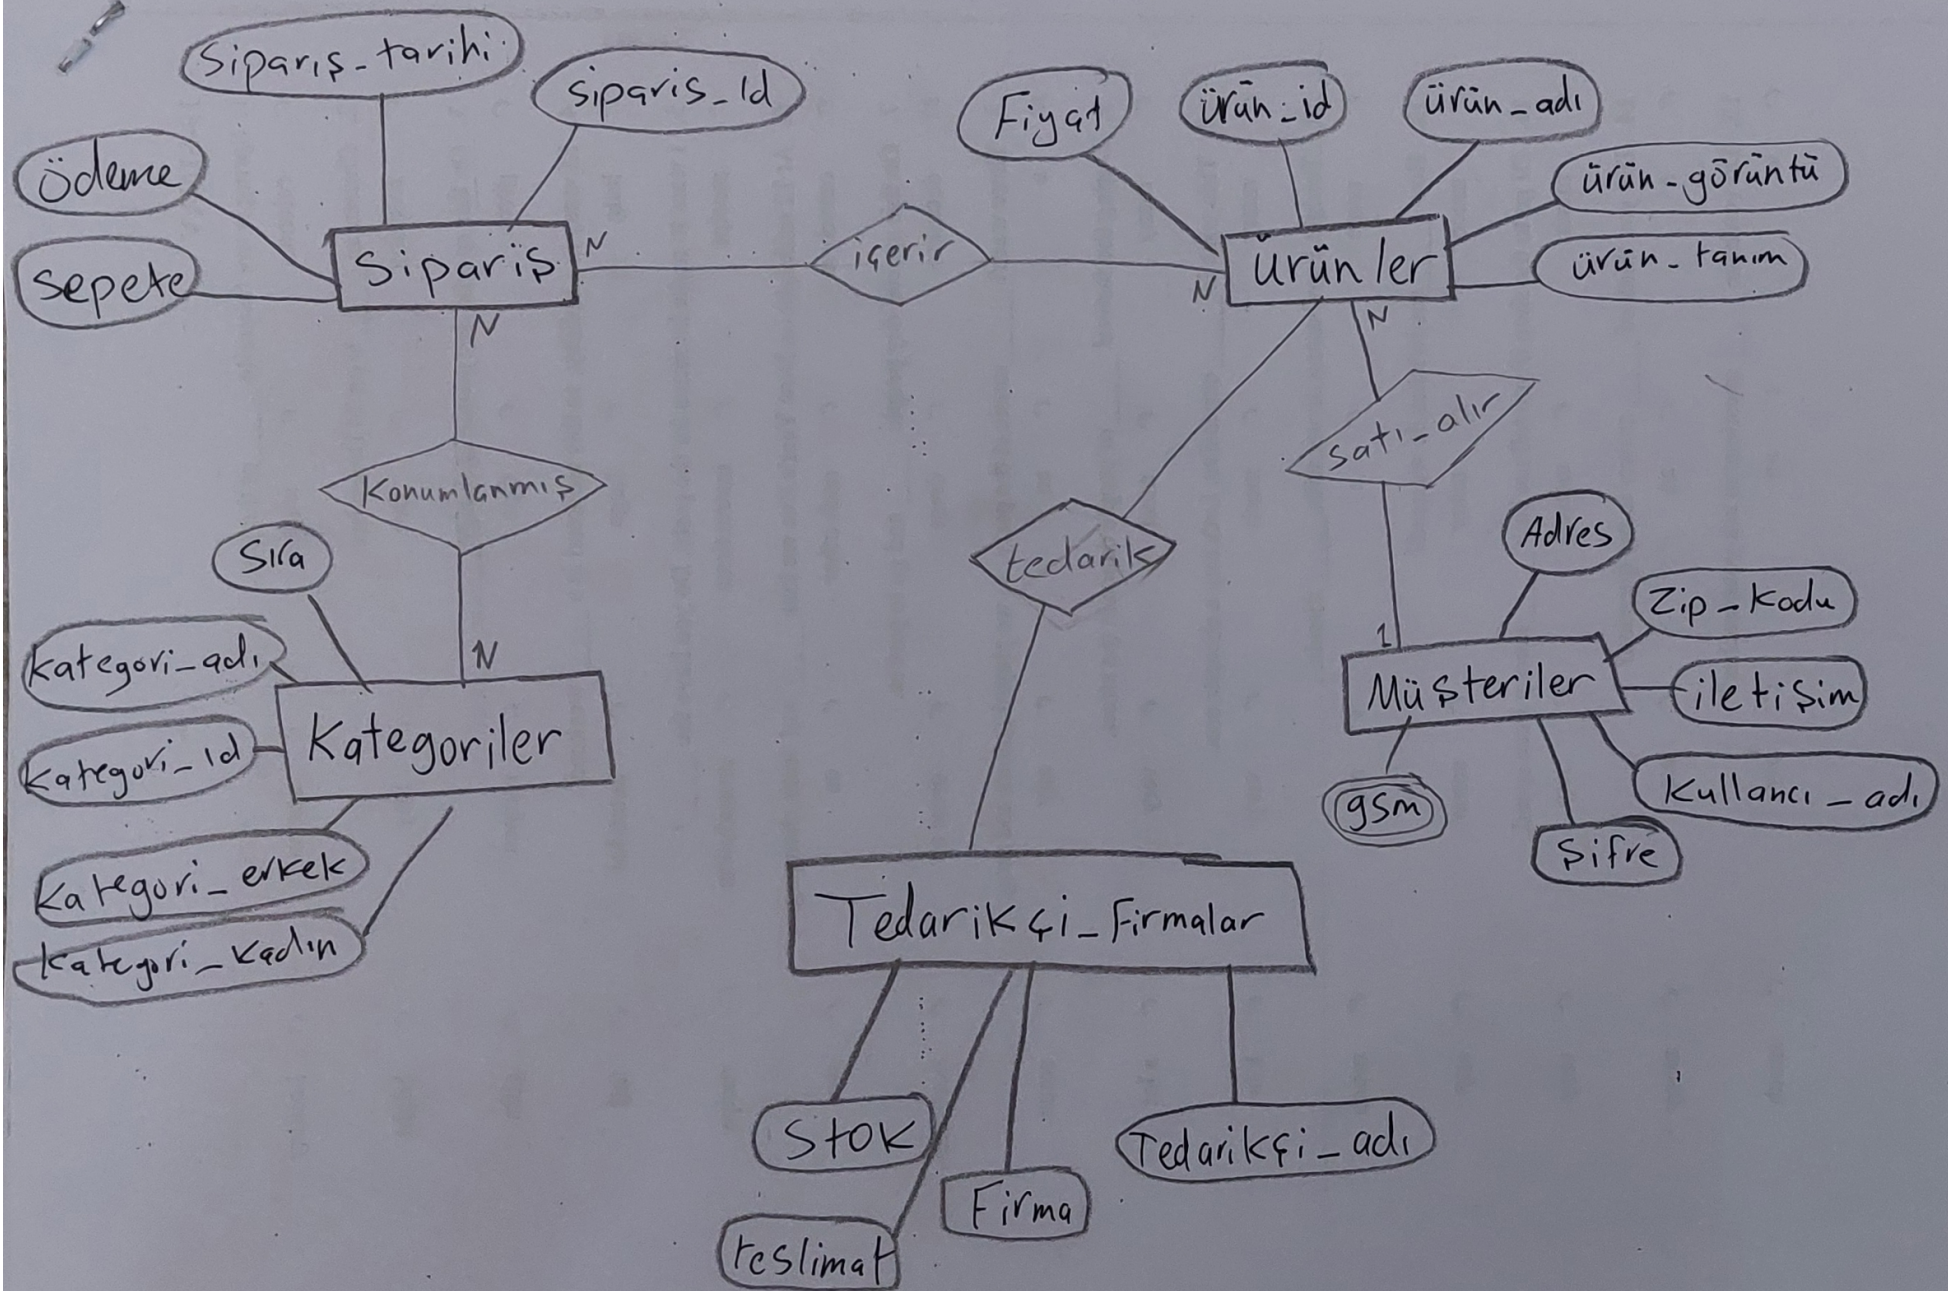 Sipariş_tarihi
sipariş_Id
Fiyat
ürün_id
ürün_adı
ödeme
ürün_görüntü
Sepete
Sipariş
N
içerir
N
Ürünler
ürün_tanım
N
N
satı_alır
Konumlanmış
Adres
Sıra
tedarik
Zip_Kodu
1
N
kategori_adı
Müşteriler
iletişim
Kategoriler
kategori_Id
gsm
Kullancı_adı
Şifre
Kategori_erkek
Tedarikçi_Firmalar
kategori_kadın
Stok
Tedarikçi_adı
Firma
teslimat